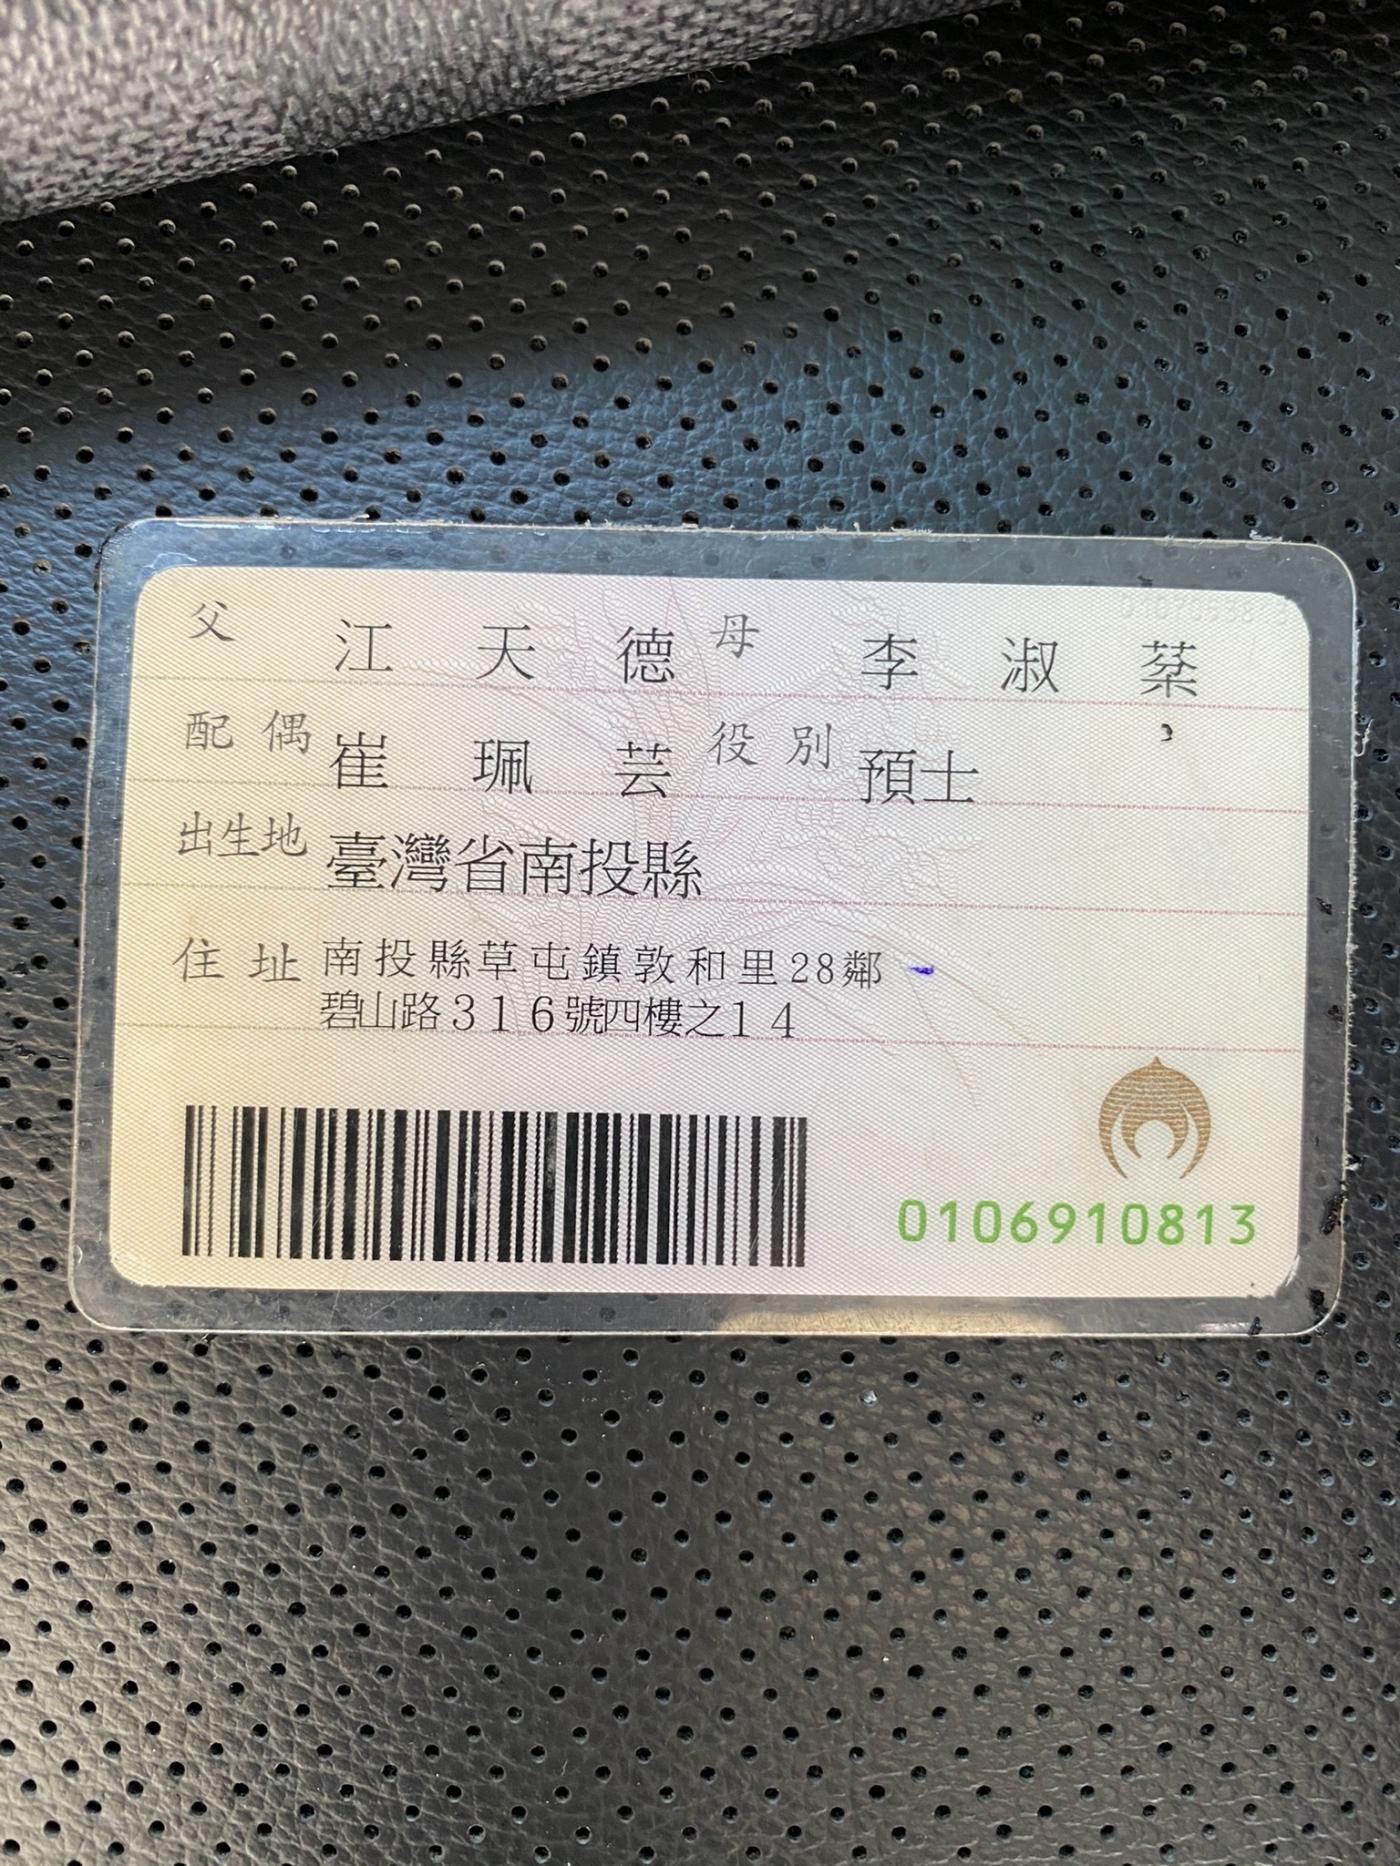 父 江天德 母 李淑蒅
配偶 崔珮芸 役別 預士
出生地 臺灣省南投縣
住址 南投縣草屯鎮敦和里28鄰
碧山路316號四樓之14
0106910813